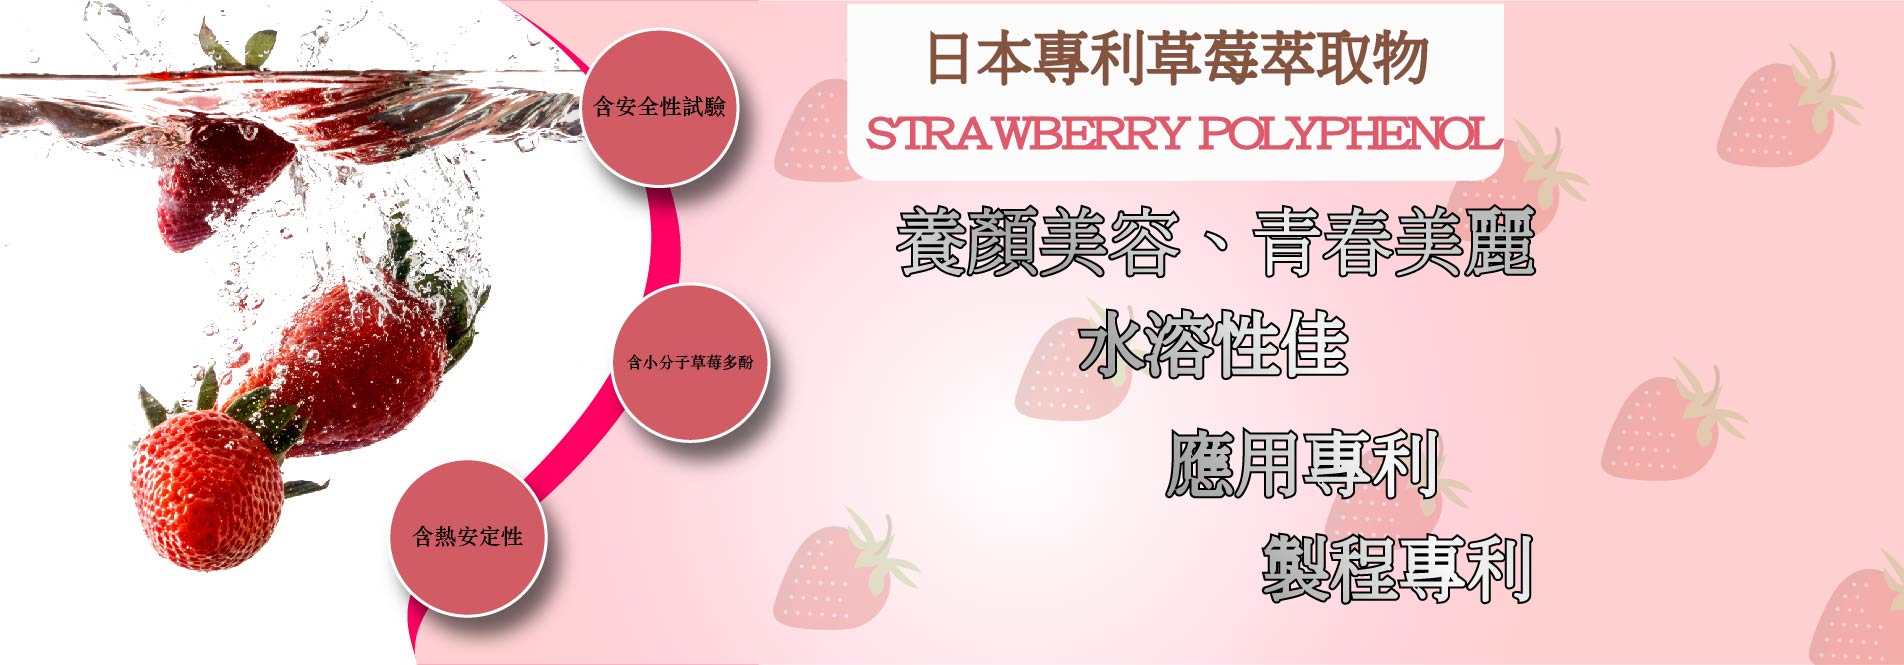 日本專利草莓萃取物
STRAWBERRY POLYPHENOL
含安全性試驗
含小分子草莓多酚
含熱安定性
養顏美容、青春美麗
水溶性佳
應用專利
製程專利